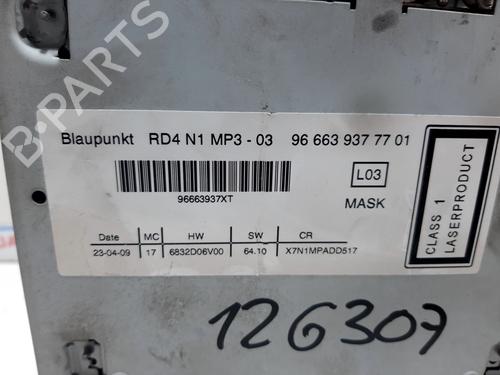 Blaupunkt RD4 N1 MP3 - 03 96 663 937 77 01
96663937XT
L03
MASK
CLASS 1
LASERPRODUCT
Date MC HW SW CR
23-04-09 17 6832D06V00 64.10 X7N1MPADD517
126307
B-PARTS